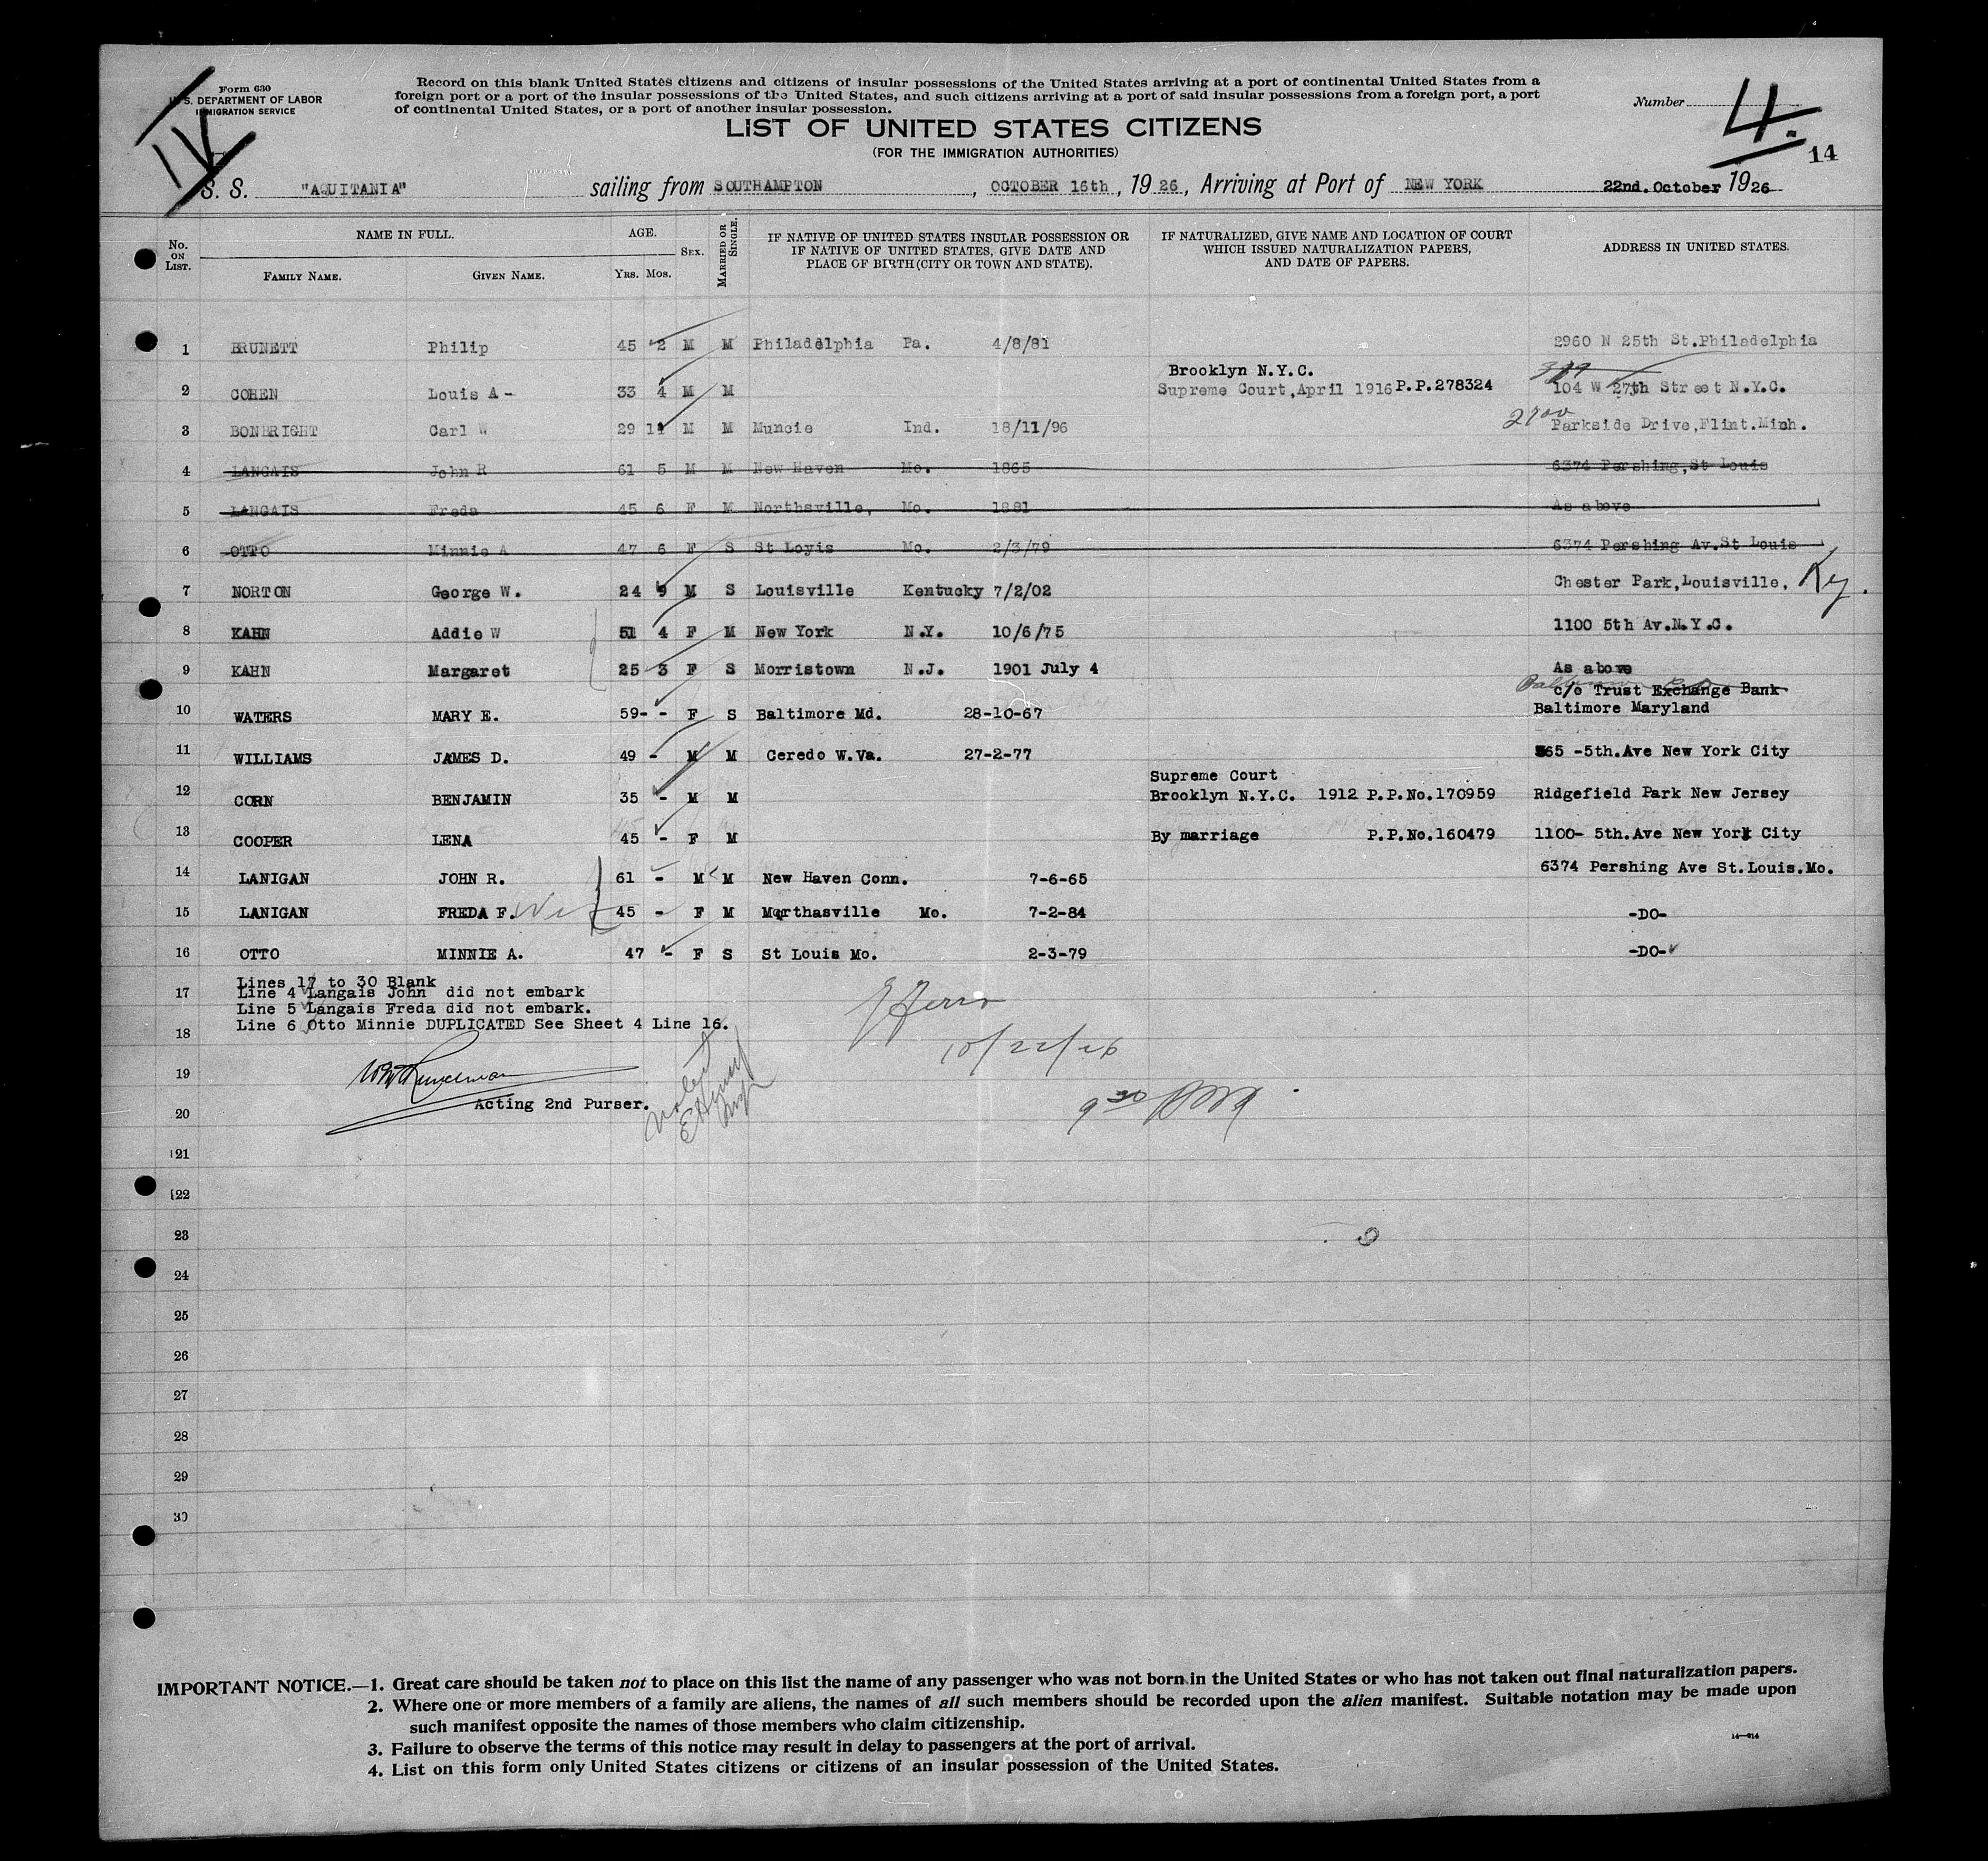 Form 630
U. S. DEPARTMENT OF LABOR
IMMIGRATION SERVICE
Record on this blank United States citizens and citizens of insular possessions of the United States arriving at a port of continental United States from a
foreign port or a port of the insular possessions of the United States, and such citizens arriving at a port of said insular possessions from a foreign port, a port
of continental United States, or a port of another insular possession.
Number 4.
14
LIST OF UNITED STATES CITIZENS
(FOR THE IMMIGRATION AUTHORITIES)
S. S. "AQUITANIA" sailing from SOUTHAMPTON, OCTOBER 16th, 1926, Arriving at Port of NEW YORK 22nd. October 1926
No. ON LIST. NAME IN FULL. FAMILY NAME. GIVEN NAME. AGE. YRS. MOS. SEX. MARRIED OR SINGLE. IF NATIVE OF UNITED STATES INSULAR POSSESSION OR IF NATIVE OF UNITED STATES, GIVE DATE AND PLACE OF BIRTH (CITY OR TOWN AND STATE). IF NATURALIZED, GIVE NAME AND LOCATION OF COURT WHICH ISSUED NATURALIZATION PAPERS, AND DATE OF PAPERS. ADDRESS IN UNITED STATES.
1 BRUNETT Philip 45 2 M M Philadelphia Pa. 4/8/81 2960 N 25th St.Philadelphia
Brooklyn N.Y.C.
2 COHEN Louis A- 33 4 M M Supreme Court,April 1916 P.P.278324 104 W 27th Street N.Y.C.
3 BONBRIGHT Carl W 29 11 M M Muncie Ind. 18/11/96 2700 Parkside Drive,Flint.Mich.
4 LANGAIS John R 61 5 M M New Haven Mo. 1865 6374 Pershing,St Louis
5 LANGAIS Freda 45 6 F M Northsville, Mo. 1881 As above
6 OTTO Minnie A 47 6 F S St Loyis Mo. 2/3/79 6374 Pershing Av.St Louis
7 NORTON George W. 24 9 M S Louisville Kentucky 7/2/02 Chester Park,Louisville, Ky.
8 KAHN Addie W 51 4 F M New York N.Y. 10/6/75 1100 5th Av.N.Y.C.
9 KAHN Margaret 25 3 F S Morristown N.J. 1901 July 4 As above
c/o Trust Exchange Bank
10 WATERS MARY E. 59- - F S Baltimore Md. 28-10-67 Baltimore Maryland
11 WILLIAMS JAMES D. 49 - M M Ceredo W.Va. 27-2-77 565 -5th.Ave New York City
Supreme Court
12 CORN BENJAMIN 35 - M M Brooklyn N.Y.C. 1912 P.P.No.170959 Ridgefield Park New Jersey
13 COOPER LENA 45 - F M By marriage P.P.No.160479 1100- 5th.Ave New York City
14 LANIGAN JOHN R. 61 - M M New Haven Conn. 7-6-65 6374 Pershing Ave St.Louis.Mo.
15 LANIGAN FREDA F. 45 - F M Marthasville Mo. 7-2-84 -DO-
16 OTTO MINNIE A. 47 - F S St Louis Mo. 2-3-79 -DO-
Lines 17 to 30 Blank
17 Line 4 Langais John did not embark
Line 5 Langais Freda did not embark.
Line 6 Otto Minnie DUPLICATED See Sheet 4 Line 16.
18
10/22/26
19
Acting 2nd Purser.
20
21
22
23
24
25
26
27
28
29
30
IMPORTANT NOTICE.—1. Great care should be taken not to place on this list the name of any passenger who was not born in the United States or who has not taken out final naturalization papers.
2. Where one or more members of a family are aliens, the names of all such members should be recorded upon the alien manifest. Suitable notation may be made upon
such manifest opposite the names of those members who claim citizenship.
3. Failure to observe the terms of this notice may result in delay to passengers at the port of arrival.
4. List on this form only United States citizens or citizens of an insular possession of the United States.
14—614